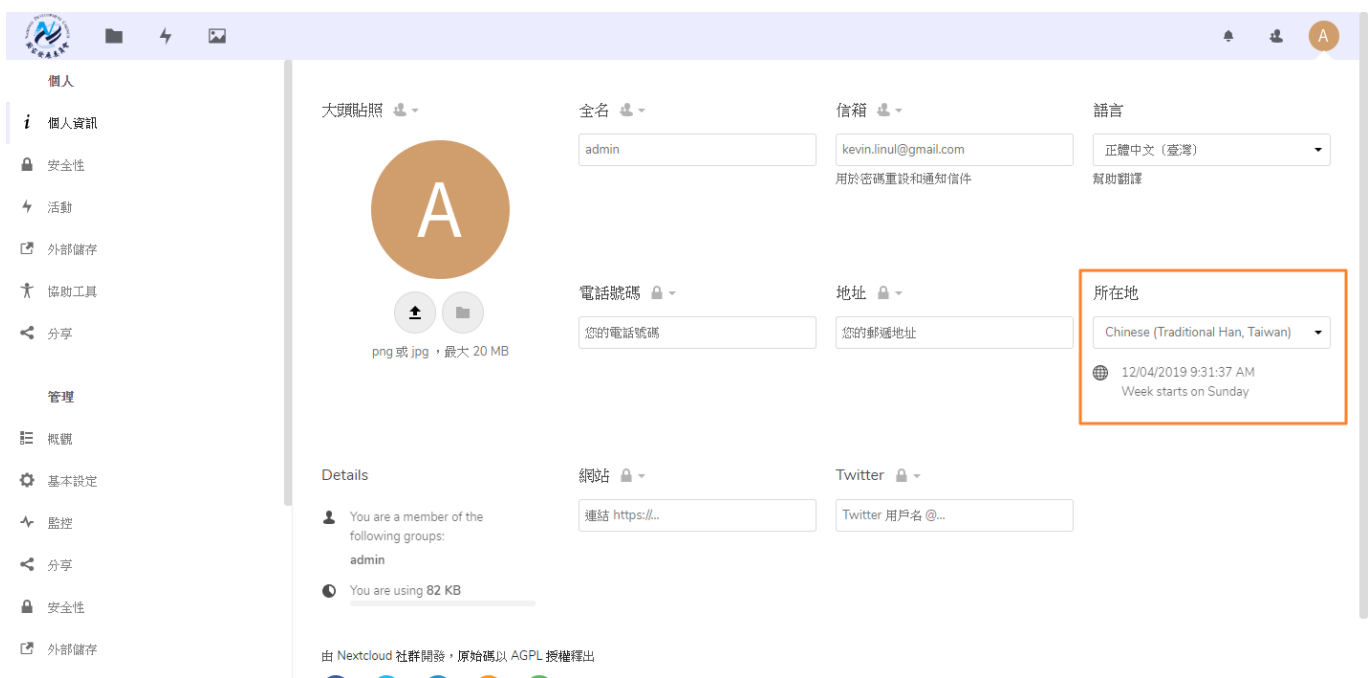 A
個人
個人資訊
安全性
活動
外部儲存
協助工具
分享
管理
概觀
基本設定
監控
分享
安全性
外部儲存
大頭貼照
A
png 或 jpg ，最大 20 MB
全名
admin
信箱
kevin.linul@gmail.com
用於密碼重設和通知信件
語言
正體中文（臺灣）
幫助翻譯
電話號碼
您的電話號碼
地址
您的郵遞地址
所在地
Chinese (Traditional Han, Taiwan)
12/04/2019 9:31:37 AM
Week starts on Sunday
Details
You are a member of the
following groups:
admin
You are using 82 KB
網站
連結 https://...
Twitter
Twitter 用戶名 @...
由 Nextcloud 社群開發，原始碼以 AGPL 授權釋出